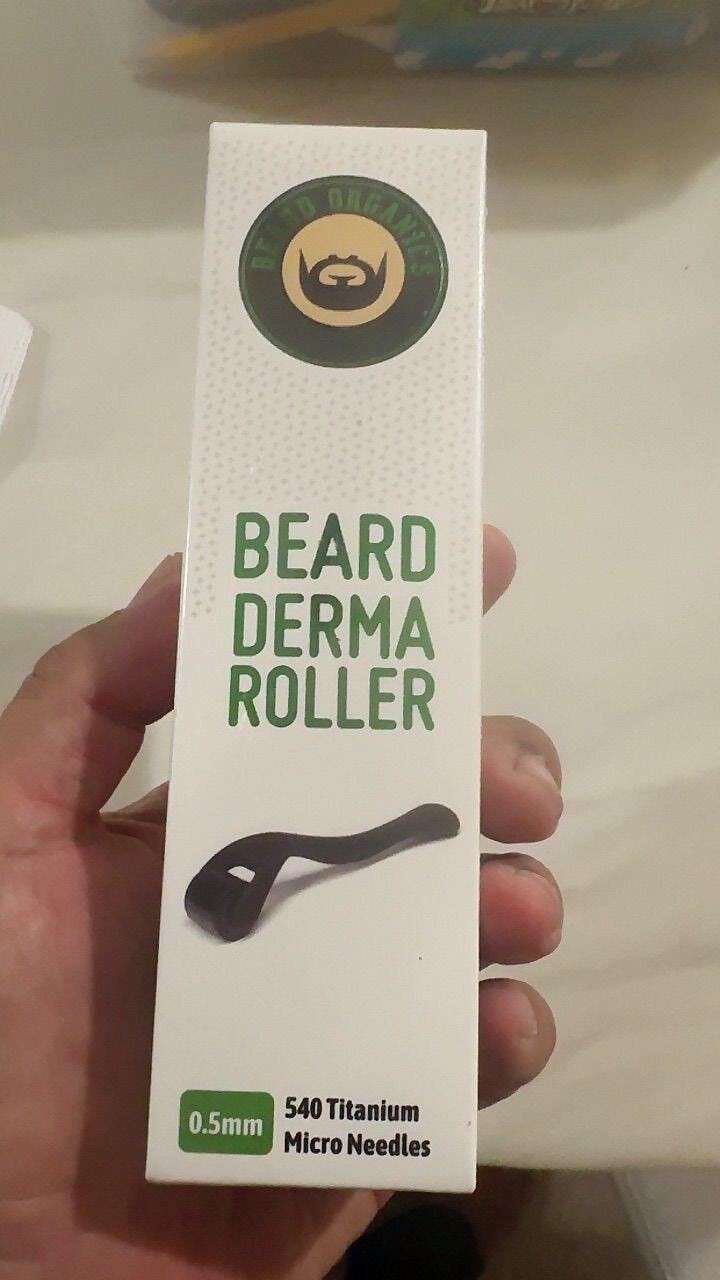 BEARD ORGANICS
BEARD
DERMA
ROLLER
0.5mm
540 Titanium
Micro Needles